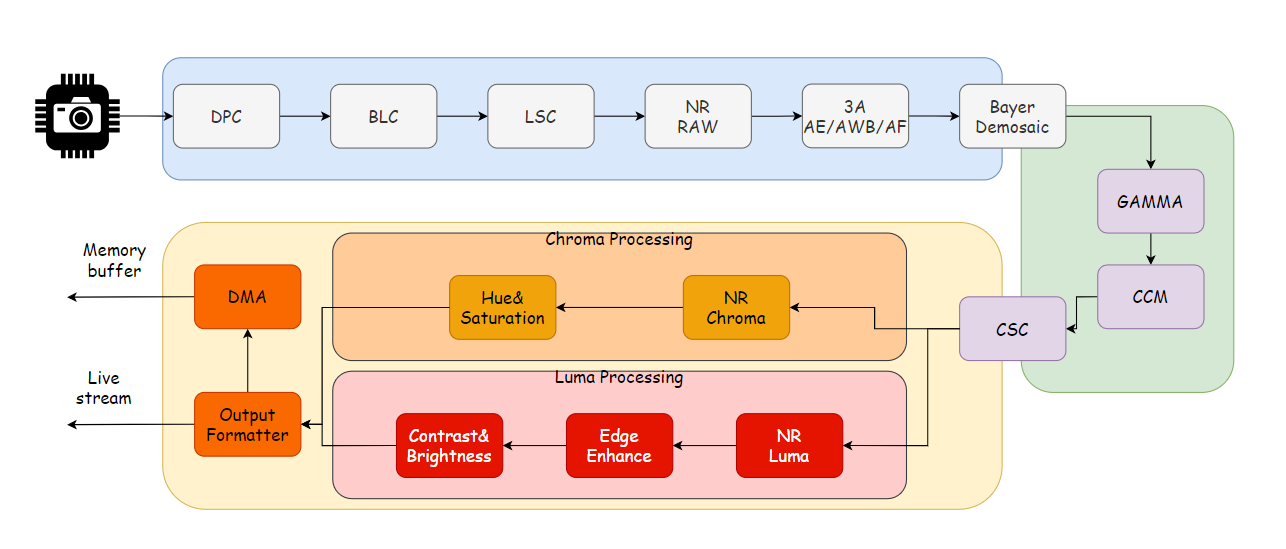 DPC
BLC
LSC
NR
RAW
3A
AE/AWB/AF
Bayer
Demosaic
GAMMA
CCM
CSC
Chroma Processing
NR
Chroma
Hue&
Saturation
Luma Processing
NR
Luma
Edge
Enhance
Contrast&
Brightness
Output
Formatter
DMA
Memory
buffer
Live
stream